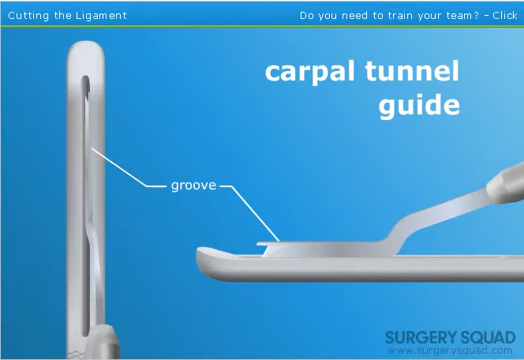 Cutting the Ligament
Do you need to train your team? – Click
carpal tunnel
guide
groove
SURGERY SQUAD
www.surgerysquad.com